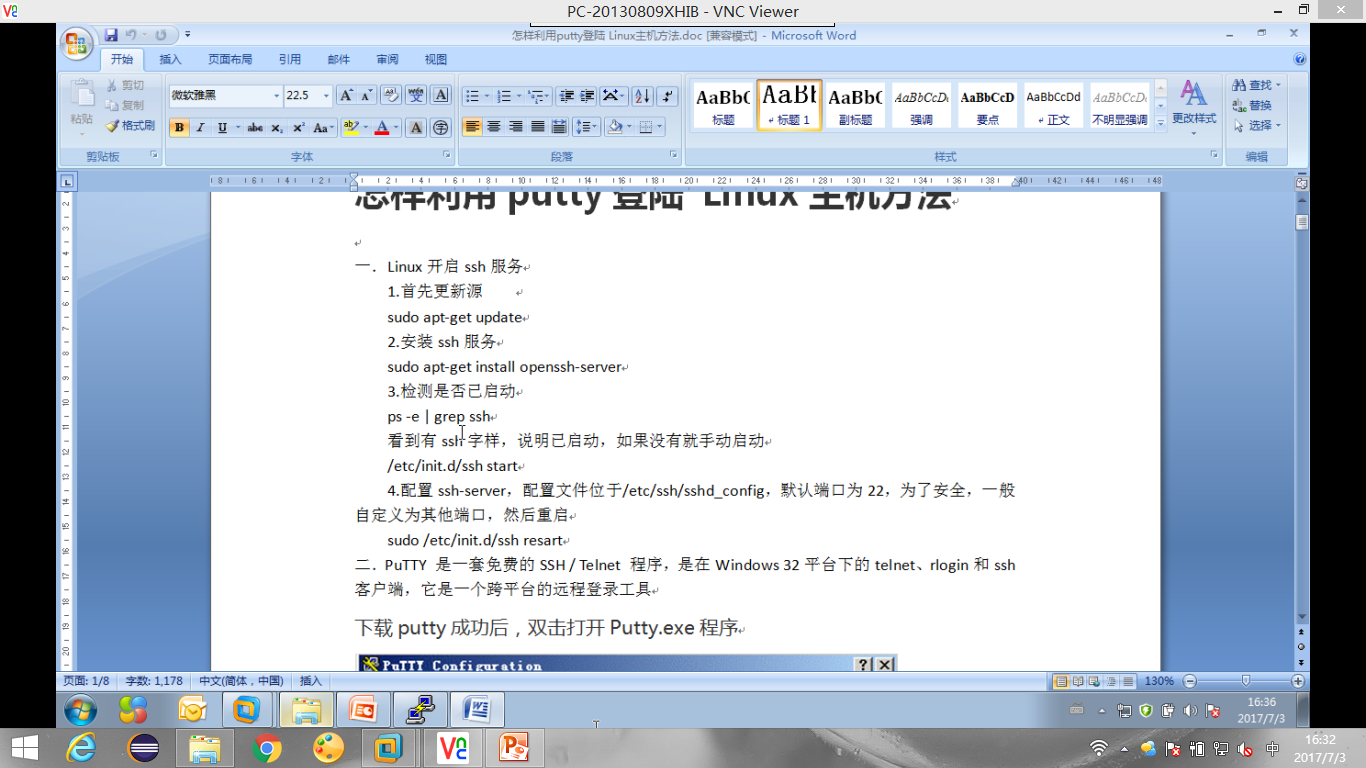 PC-20130809XHIB - VNC Viewer
怎样利用putty登陆 Linux主机方法.doc [兼容模式] - Microsoft Word
开始 插入 页面布局 引用 邮件 审阅 视图
粘贴 剪切 复制 格式刷
微软雅黑 22.5
AaBbC 标题
AaBb 标题 1
AaBbC 副标题
AaBbCcD 强调
AaBbCcD 要点
AaBbCcDd 正文
AaBbCcD 不明显强调
更改样式
查找
替换
选择
剪贴板 字体 段落 样式 编辑
怎样利用 putty 登陆 Linux 主机方法
一．Linux 开启 ssh 服务
1.首先更新源
sudo apt-get update
2.安装 ssh 服务
sudo apt-get install openssh-server
3.检测是否已启动
ps -e | grep ssh
看到有 ssh 字样，说明已启动，如果没有就手动启动
/etc/init.d/ssh start
4.配置 ssh-server，配置文件位于/etc/ssh/sshd_config，默认端口为 22，为了安全，一般
自定义为其他端口，然后重启
sudo /etc/init.d/ssh resart
二．PuTTY 是一套免费的 SSH / Telnet 程序，是在 Windows 32 平台下的 telnet、rlogin 和 ssh
客户端，它是一个跨平台的远程登录工具
下载 putty 成功后，双击打开 Putty.exe 程序
PuTTY Configuration
页面: 1/8 字数: 1,178 中文(简体，中国) 插入 130%
16:36
2017/7/3
中
16:32
2017/7/3